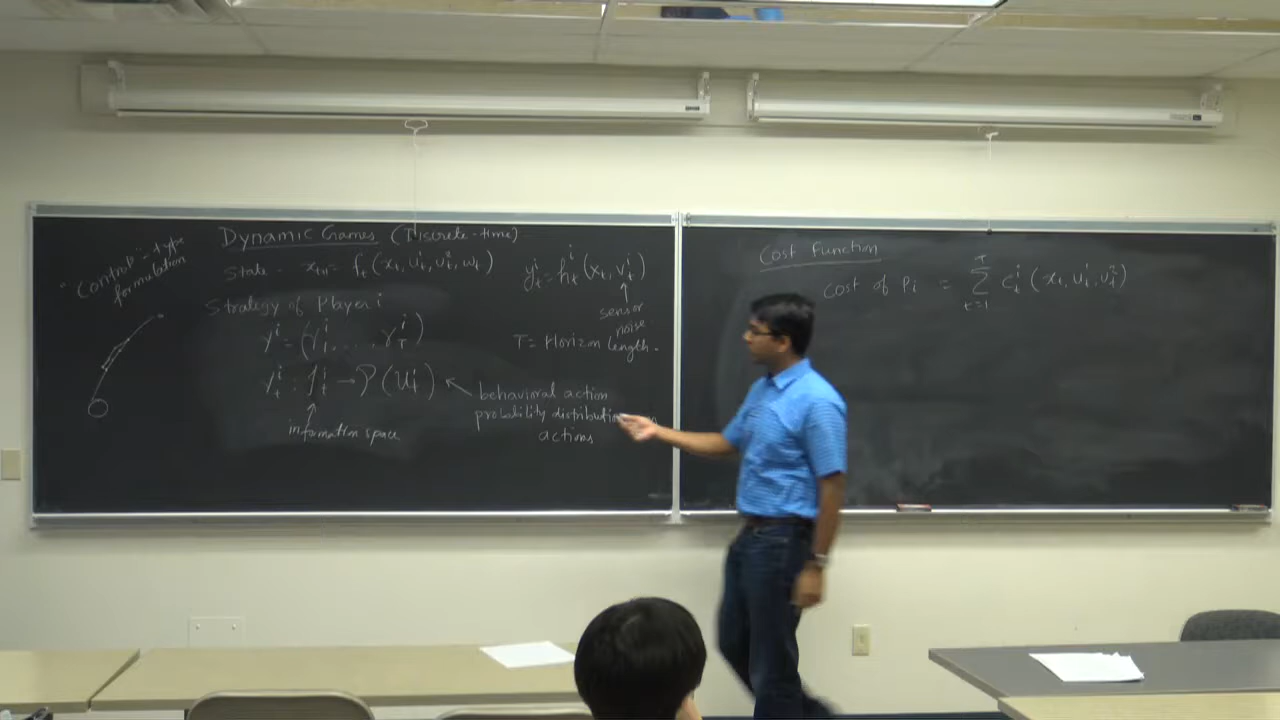 "Control"-type
formulation
Dynamic Games (Discrete-time)
State - x_{t+1} = f_t(x_t, u_t^1, u_t^2, w_t)
y_t^i = h_t^i(x_t, v_t^i)
sensor
noise
Strategy of Player i
γ^i = (γ_1^i, ..., γ_T^i)
T = Horizon length.
γ_t^i : I_t^i → P(U_t^i)
information space
behavioral action
probability distribution
actions
Cost Function
Cost of P_i = \sum_{t=1}^{T} c_t^i (x_t, u_t^1, u_t^2)